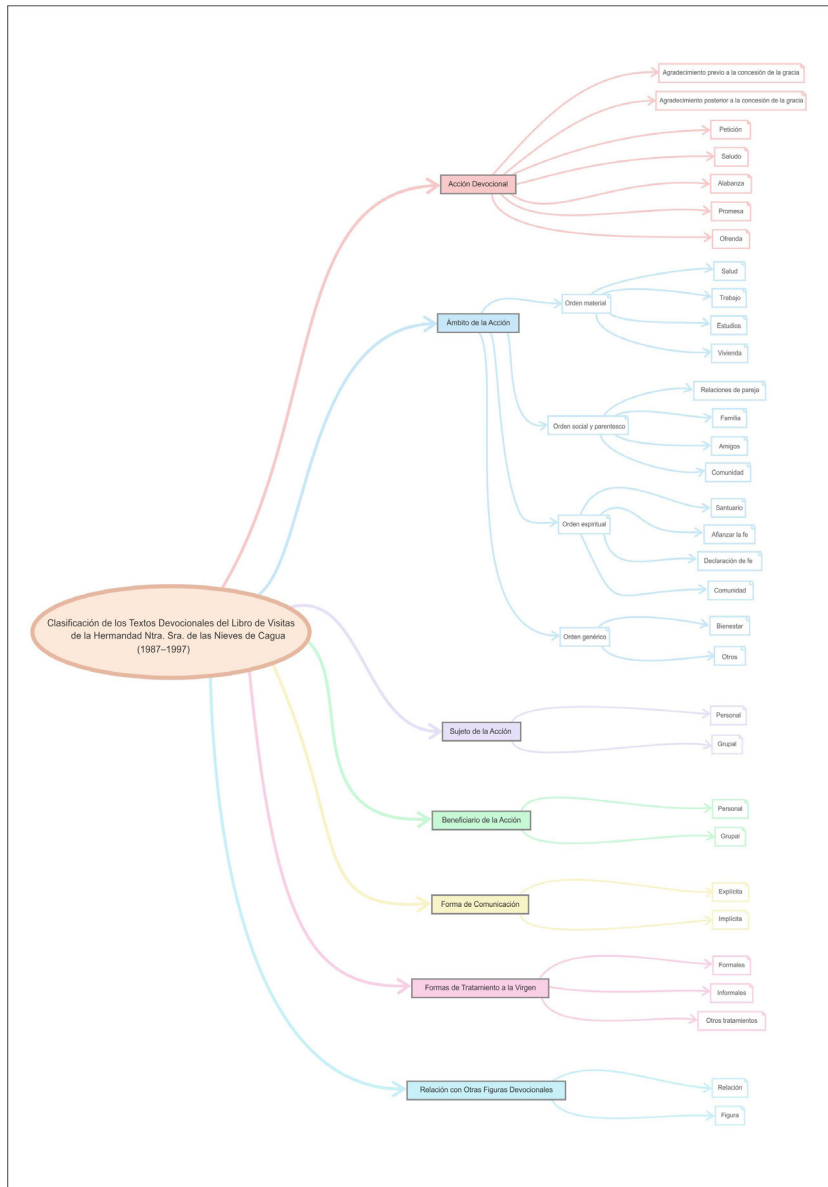 Agradecimiento previo a la concesión de la gracia
Agradecimiento posterior a la concesión de la gracia
Petición
Saludo
Acción Devocional
Alabanza
Promesa
Ofrenda
Salud
Orden material
Trabajo
Ámbito de la Acción
Estudios
Vivienda
Relaciones de pareja
Familia
Orden social y parentesco
Amigos
Comunidad
Santuario
Orden espiritual
Afianzar la fe
Declaración de fe
Comunidad
Bienestar
Orden genérico
Otros
Clasificación de los Textos Devocionales del Libro de Visitas
de la Hermandad Ntra. Sra. de las Nieves de Cagua
(1987–1997)
Personal
Sujeto de la Acción
Grupal
Personal
Beneficiario de la Acción
Grupal
Explícita
Forma de Comunicación
Implícita
Formales
Formas de Tratamiento a la Virgen
Informales
Otros tratamientos
Relación con Otras Figuras Devocionales
Relación
Figura